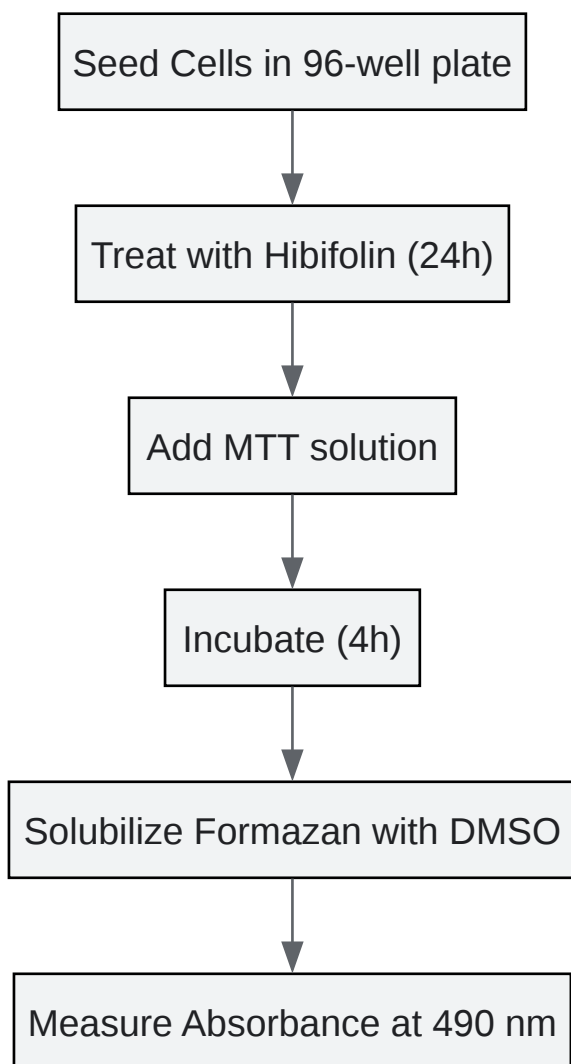 Seed Cells in 96-well plate
Treat with Hibifolin (24h)
Add MTT solution
Incubate (4h)
Solubilize Formazan with DMSO
Measure Absorbance at 490 nm